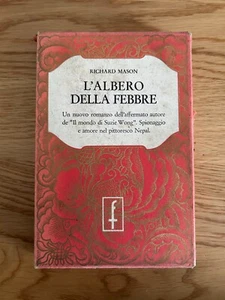 RICHARD MASON
L'ALBERO
DELLA FEBBRE
Un nuovo romanzo dell'affermato autore
de "Il mondo di Suzie Wong". Spionaggio
e amore nel pittoresco Nepal.
f